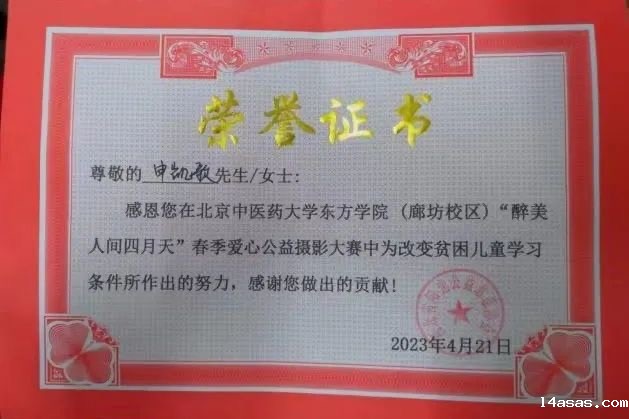 荣誉证书
尊敬的 申凯歌 先生/女士:
感恩您在北京中医药大学东方学院 (廊坊校区) “醉美
人间四月天” 春季爱心公益摄影大赛中为改变贫困儿童学习
条件所作出的努力, 感谢您做出的贡献!
2023年4月21日
14asas.com